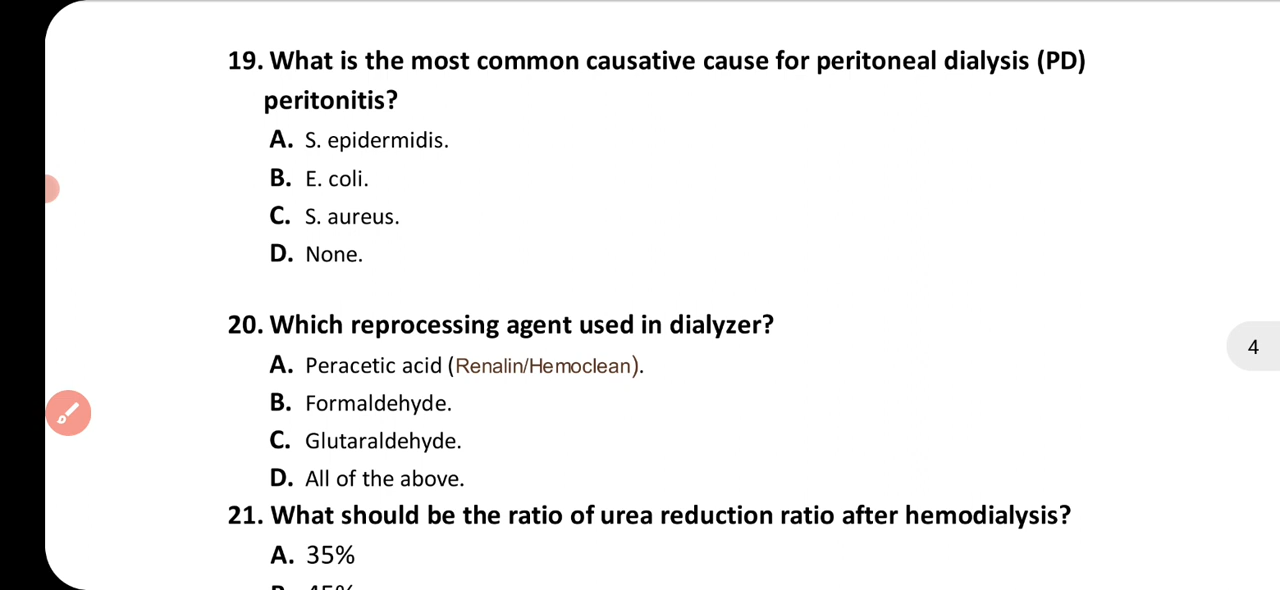 19. What is the most common causative cause for peritoneal dialysis (PD)
peritonitis?
A. S. epidermidis.
B. E. coli.
C. S. aureus.
D. None.
20. Which reprocessing agent used in dialyzer?
A. Peracetic acid (Renalin/Hemoclean).
B. Formaldehyde.
C. Glutaraldehyde.
D. All of the above.
4
21. What should be the ratio of urea reduction ratio after hemodialysis?
A. 35%